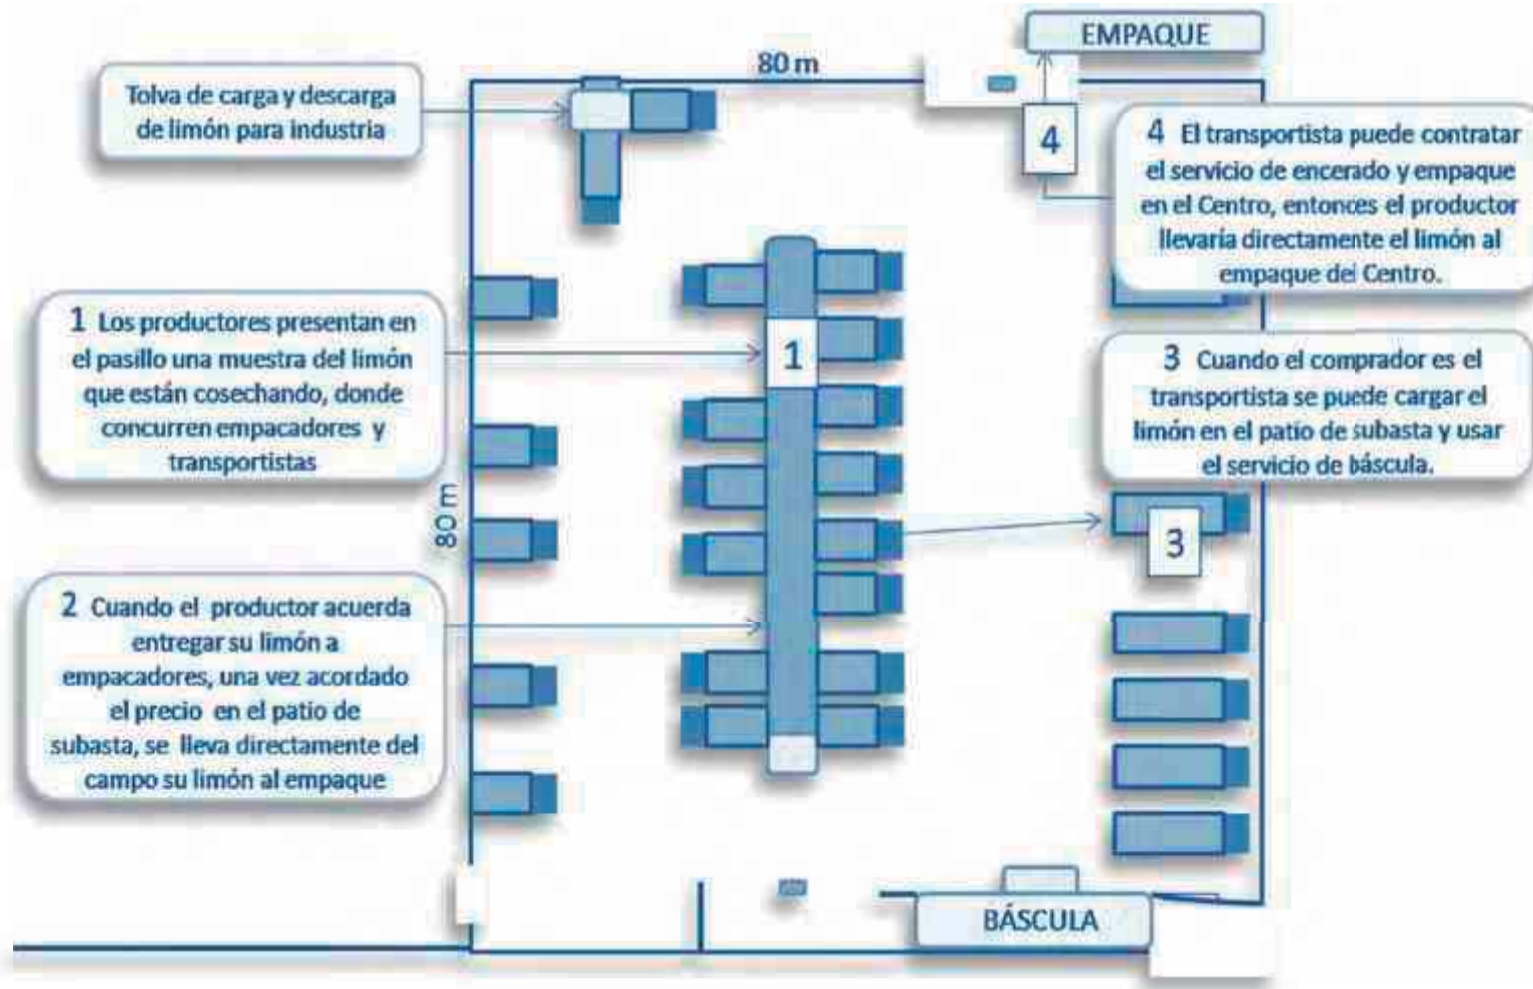 EMPAQUE
80 m
Tolva de carga y descarga
de limón para industria
4
4 El transportista puede contratar
el servicio de encerado y empaque
en el Centro, entonces el productor
llevaría directamente el limón al
empaque del Centro.
1 Los productores presentan en
el pasillo una muestra del limón
que están cosechando, donde
concurren empacadores y
transportistas
1
3 Cuando el comprador es el
transportista se puede cargar el
limón en el patio de subasta y usar
el servicio de báscula.
80 m
3
2 Cuando el productor acuerda
entregar su limón a
empacadores, una vez acordado
el precio en el patio de
subasta, se lleva directamente del
campo su limón al empaque
BÁSCULA